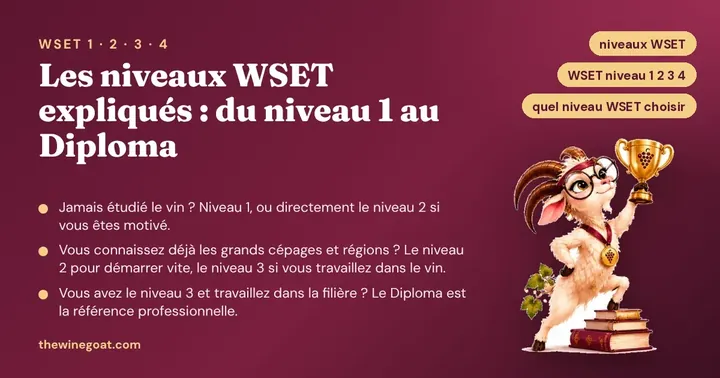 WSET 1 · 2 · 3 · 4
Les niveaux WSET
expliqués : du niveau 1 au
Diploma
Jamais étudié le vin ? Niveau 1, ou directement le niveau 2 si
vous êtes motivé.
Vous connaissez déjà les grands cépages et régions ? Le niveau
2 pour démarrer vite, le niveau 3 si vous travaillez dans le vin.
Vous avez le niveau 3 et travaillez dans la filière ? Le Diploma est
la référence professionnelle.
thewinegoat.com
niveaux WSET
WSET niveau 1 2 3 4
quel niveau WSET choisir